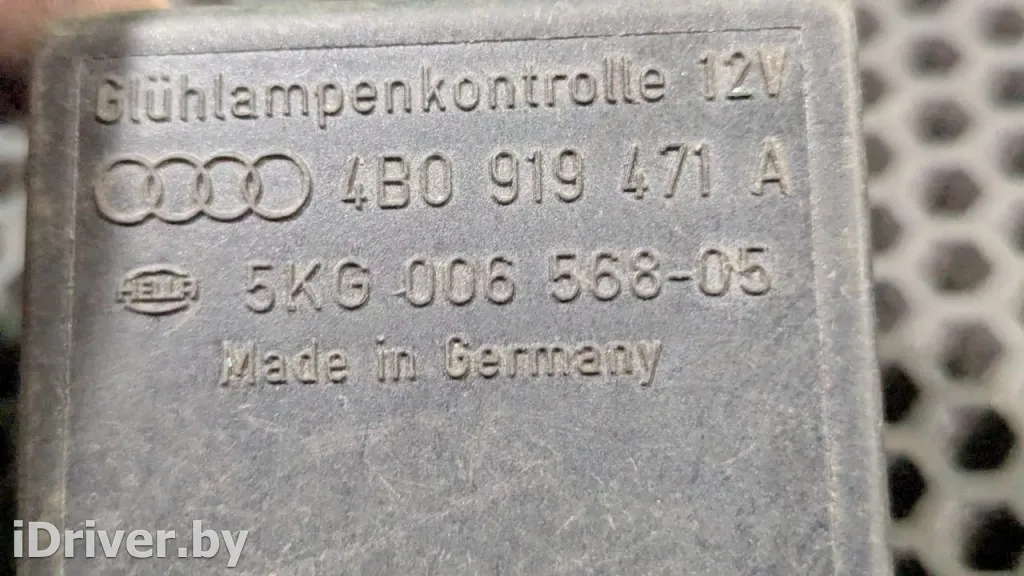 Glühlampenkontrolle 12V
4B0 919 471 A
HELLA 5KG 006 568-05
Made in Germany
iDriver.by